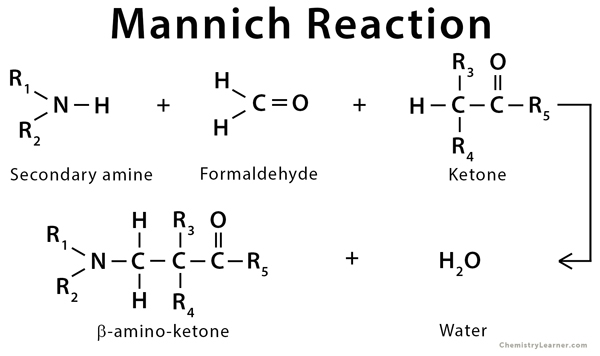 Mannich Reaction
R₁ R₂ N – H + H H C = O + H – C – C – R₅ R₃ R₄ O
Secondary amine Formaldehyde Ketone
R₁ R₂ N – C – C – C – R₅ H H R₃ R₄ O + H₂O
β-amino-ketone Water
ChemistryLearner.com